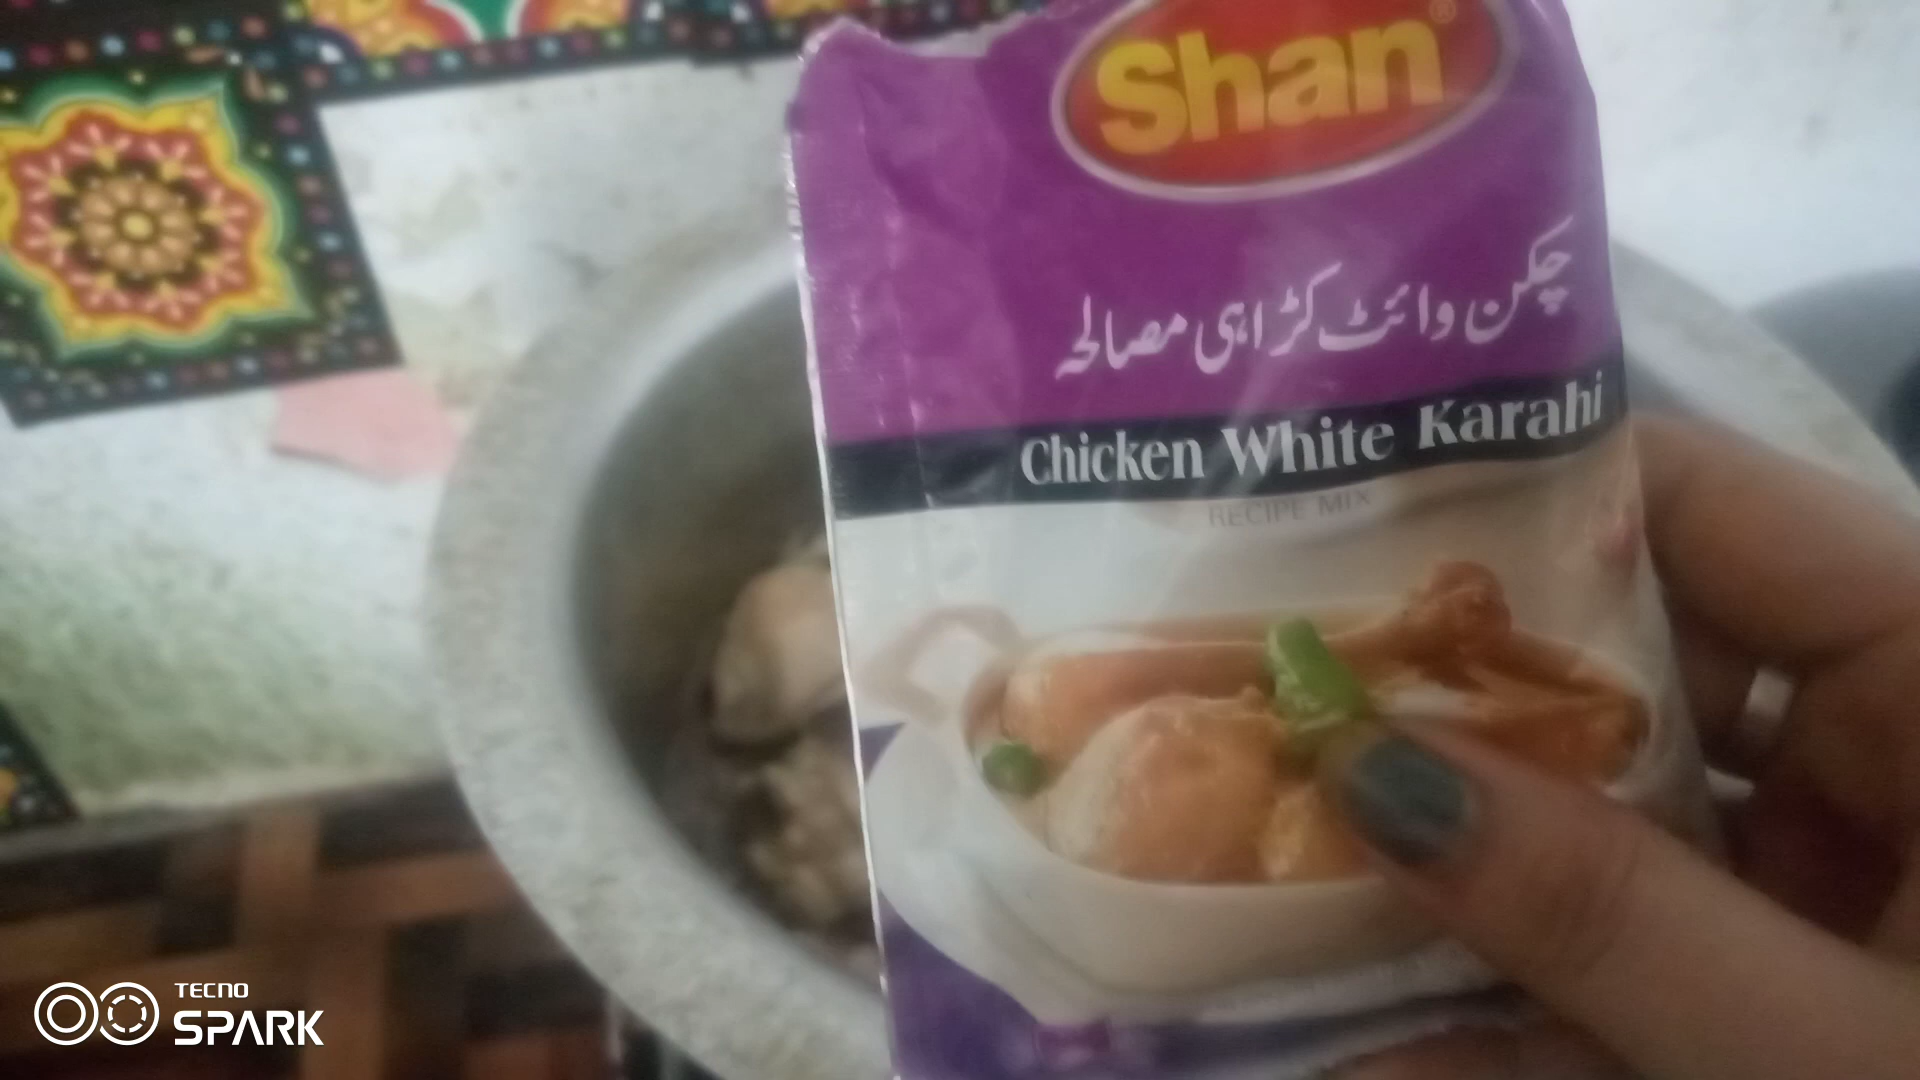 Shan®
چکن وائٹ کڑاہی مصالحہ
Chicken White Karahi
RECIPE MIX
TECNO
SPARK